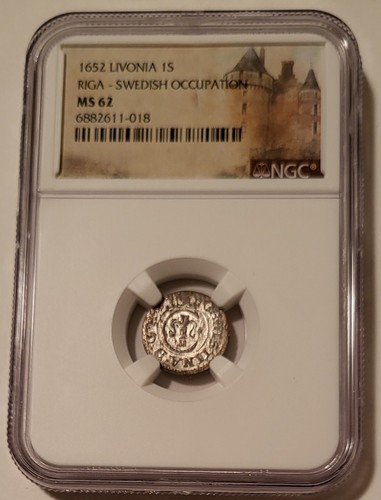 1652 LIVONIA 1S
RIGA - SWEDISH OCCUPATION
MS 62
6882611-018
NGC®